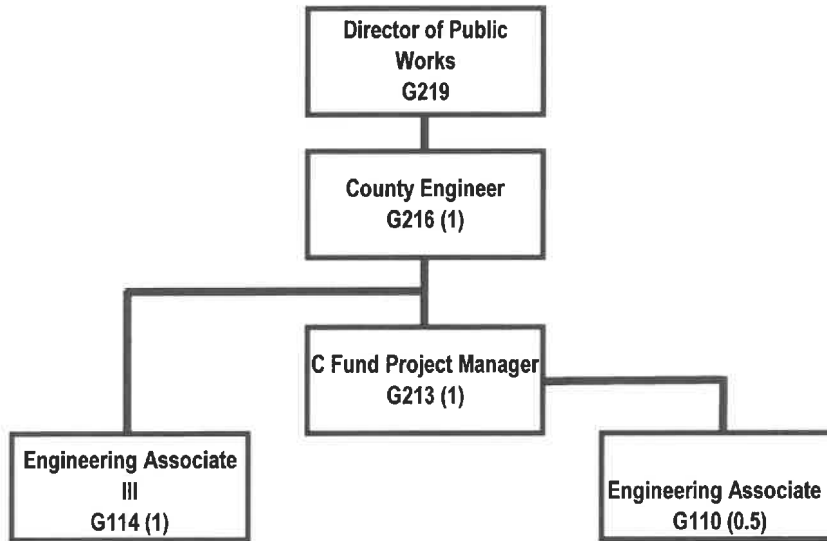 Director of Public
Works
G219
County Engineer
G216 (1)
C Fund Project Manager
G213 (1)
Engineering Associate
III
G114 (1)
Engineering Associate
G110 (0.5)